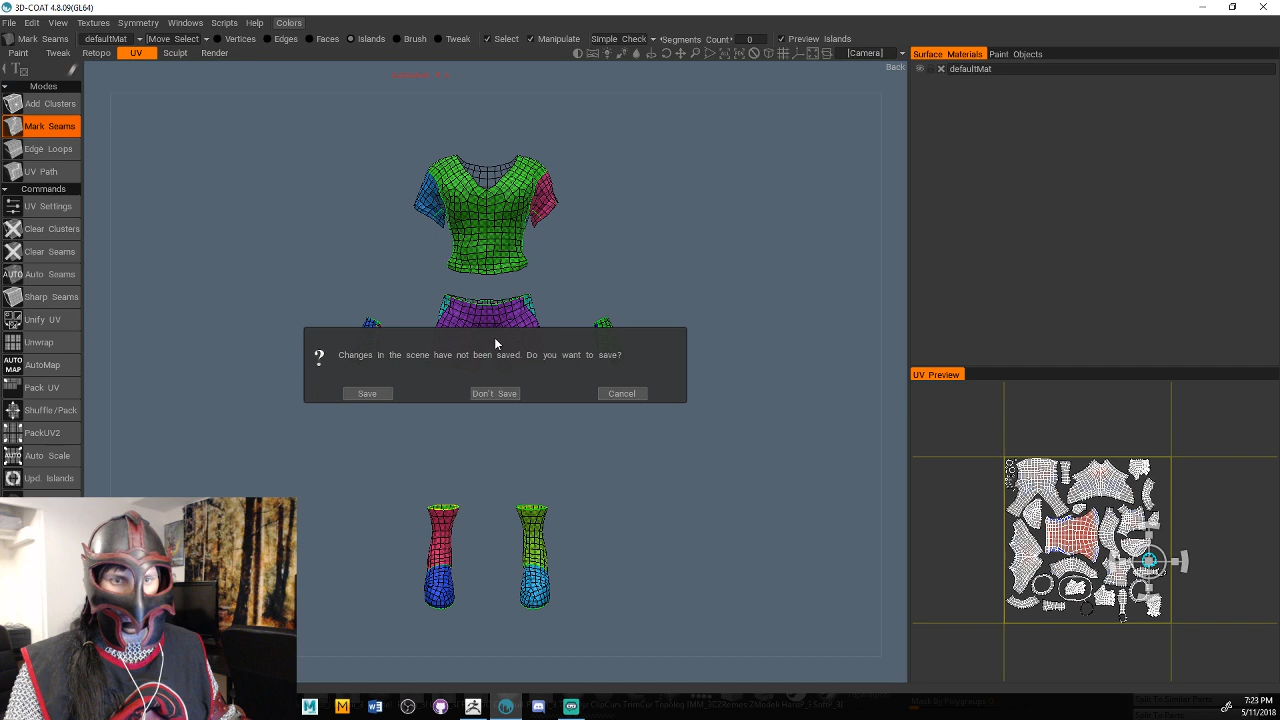 3D-COAT 4.8.09(GL64)
File Edit View Symmetry Windows Scripts Help Colors
Mark Seams defaultMat [Move Select Vertices Edges Faces Islands Brush Tweak Select Manipulate Simple Check Segments Count 0 Preview Islands
Paint Tweak Retopo UV Sculpt Render [Camera]
Surface Materials Paint Objects
Back
defaultMat
Modes
Add Clusters
Mark Seams
Edge Loops
UV Path
Commands
UV Settings
Clear Clusters
Clear Seams
AUTO Auto Seams
Sharp Seams
Unify UV
Unwrap
AUTO MAP AutoMap
Pack UV
Shuffle/Pack
PackUV2
AUTO Auto Scale
Upd. Islands
? Changes in the scene have not been saved. Do you want to save?
Save Don't Save Cancel
UV Preview
7:23 PM
5/11/2018